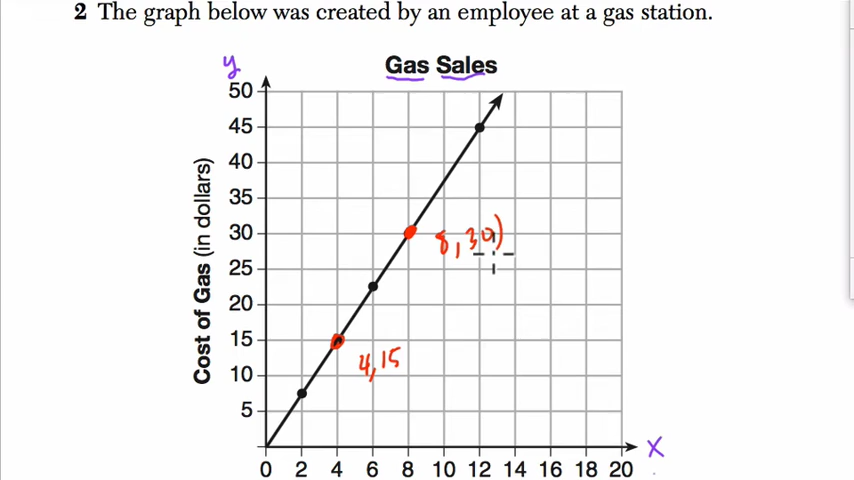 2 The graph below was created by an employee at a gas station.
y
Gas Sales
50
45
40
35
30
8,30)
25
20
15
4,15
10
5
Cost of Gas (in dollars)
X
0 2 4 6 8 10 12 14 16 18 20